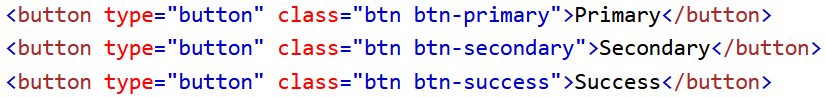 <button type="button" class="btn btn-primary">Primary</button>
<button type="button" class="btn btn-secondary">Secondary</button>
<button type="button" class="btn btn-success">Success</button>